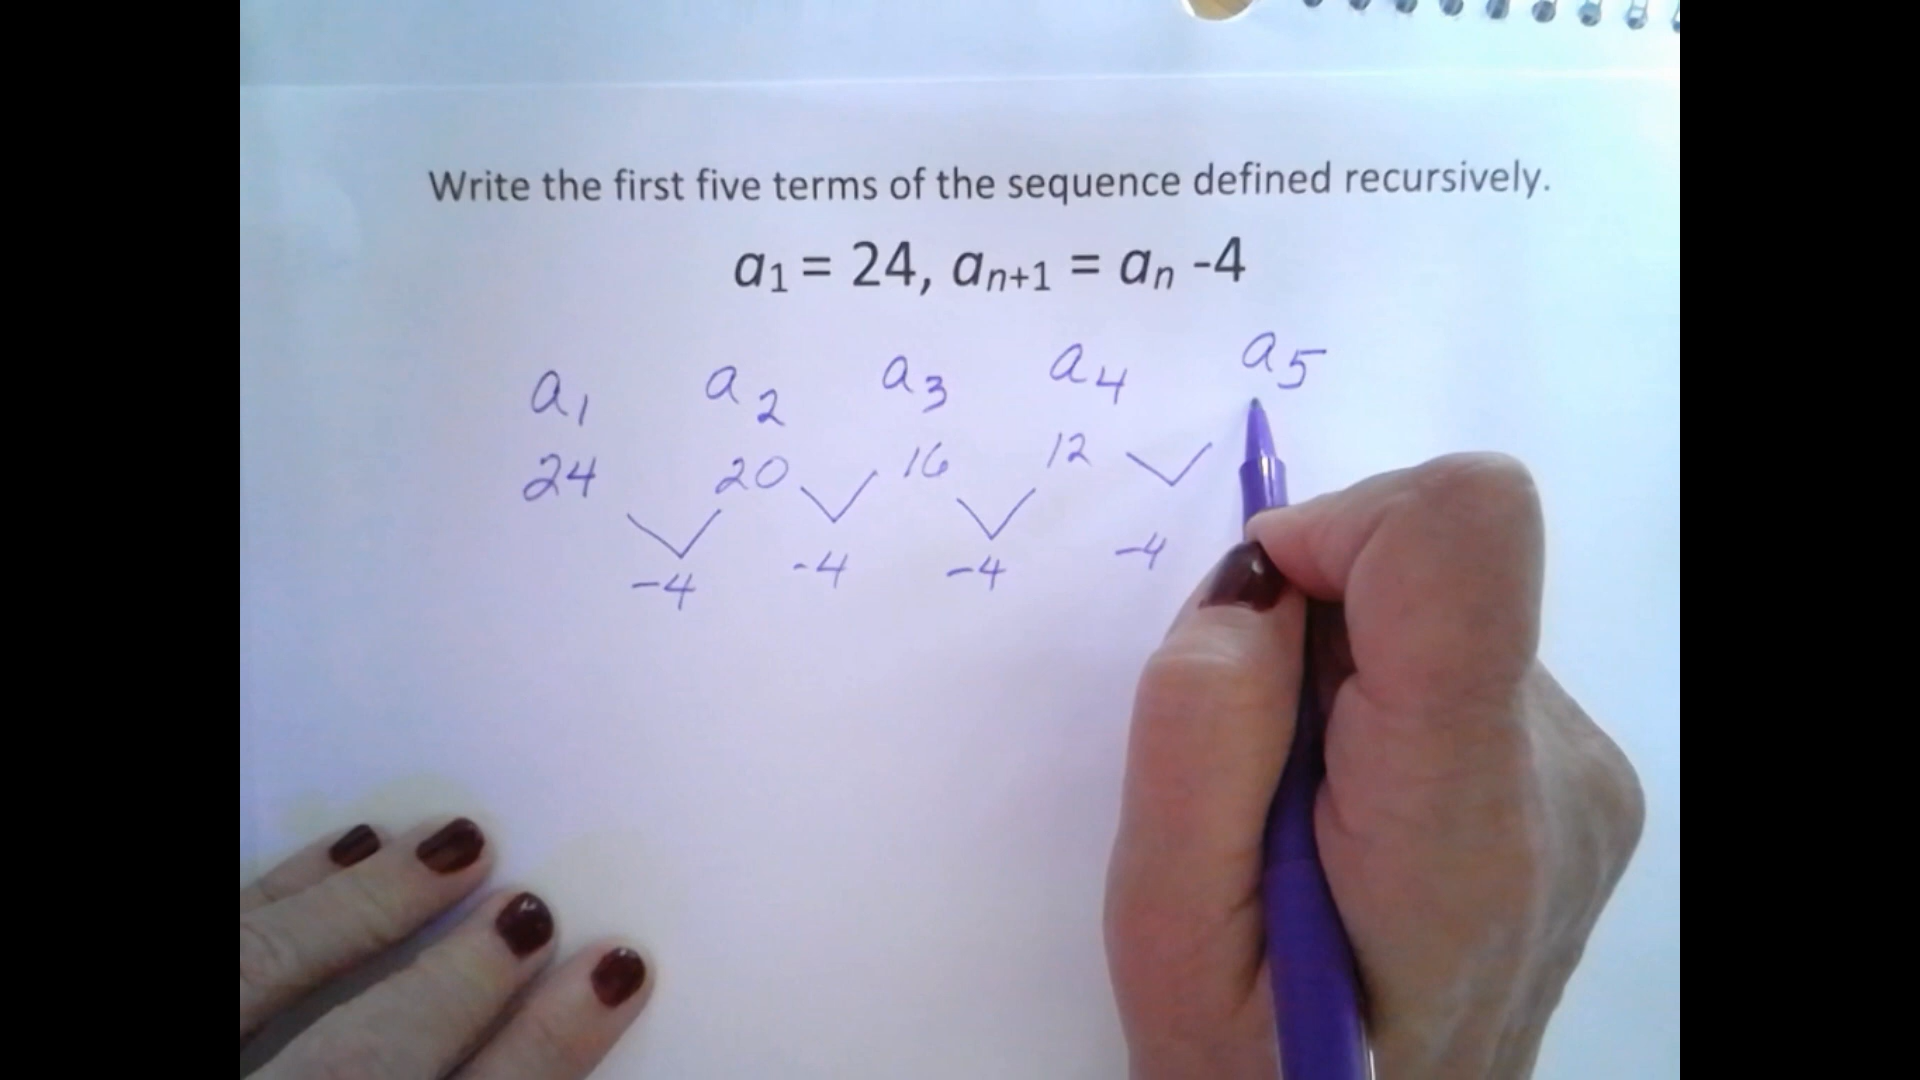 Write the first five terms of the sequence defined recursively.
a₁ = 24, aₙ₊₁ = aₙ -4
a₁ a₂ a₃ a₄ a₅
24 20 16 12
-4 -4 -4 -4